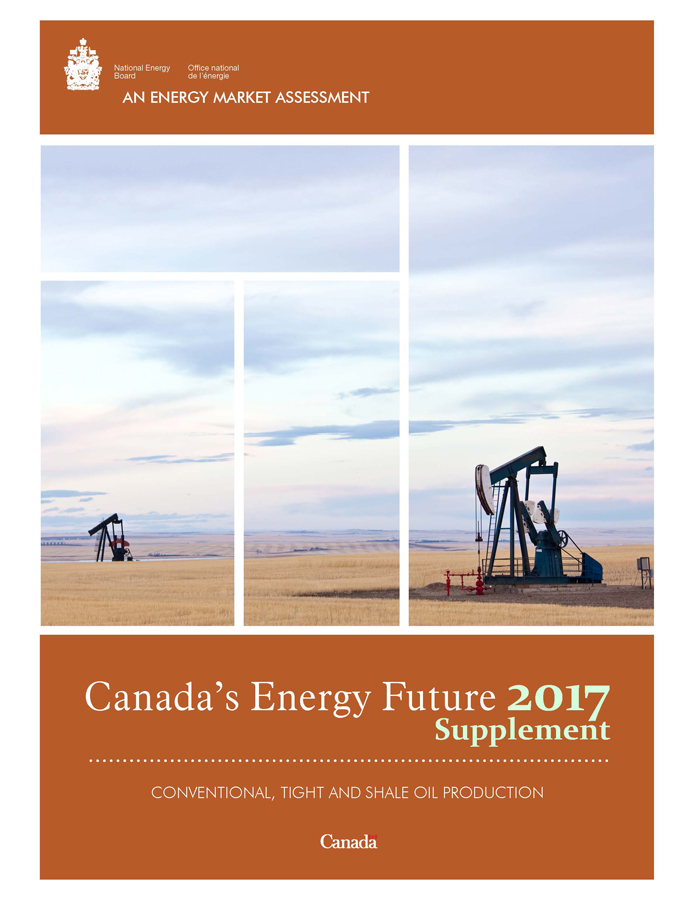 National Energy Board
Office national de l'énergie
AN ENERGY MARKET ASSESSMENT
Canada's Energy Future 2017
Supplement
CONVENTIONAL, TIGHT AND SHALE OIL PRODUCTION
Canada